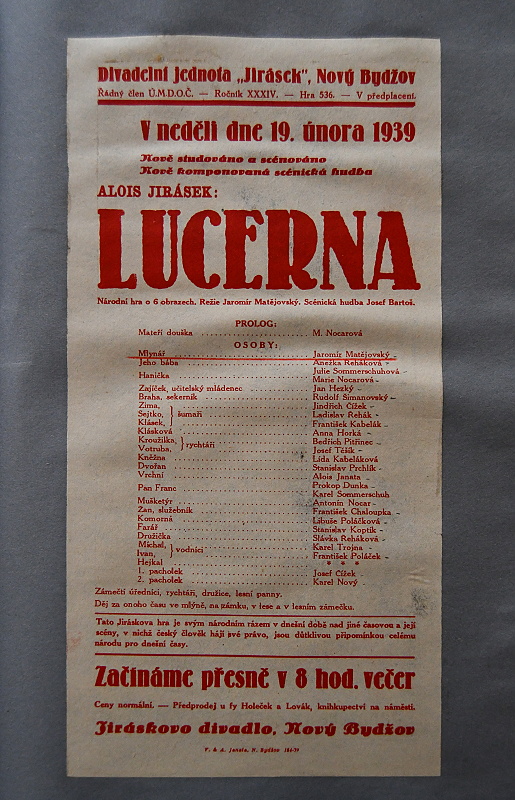 Divadelní jednota „Jirásek", Nový Bydžov
Řádný člen Ú.M.D.O.Č. — Ročník XXXIV. — Hra 536. — V předplacení.
V neděli dne 19. února 1939
Nově studováno a scénováno
Nově komponovaná scénická hudba
ALOIS JIRÁSEK:
LUCERNA
Národní hra o 6 obrazech. Režie Jaromír Matějovský. Scénická hudba Josef Bartoš.
PROLOG:
Mateří douška M. Nocarová
OSOBY:
Mlynář Jaromír Matějovský
Jeho bába Anežka Řeháková
Hanička Julie Sommerschuhová
Marie Nocarová
Zajíček, učitelský mládenec Jan Hezký
Braha, sekerník Rudolf Šimanovský
Zima, Jindřich Čížek
Sejtko, } šumaři Ladislav Řehák
Klásek, František Kabelák
Klásková Anna Horká
Kroužilka, } rychtáři Bedřich Pitřinec
Votruba, Josef Těšík
Kněžna Lída Kabeláková
Dvořan Stanislav Prchlík
Vrchní Alois Janata
Pan Franc Prokop Dunka
Karel Sommerschuh
Mušketýr Antonín Nocar
Žan, služebník František Chaloupka
Komorná Libuše Poláčková
Farář Stanislav Koptík
Družička Slávka Řeháková
Michal, } vodníci Karel Trojna
Ivan, František Poláček
Hejkal * * *
1. pacholek Josef Čížek
2. pacholek Karel Nový
Zámečtí úředníci, rychtáři, družice, lesní panny.
Děj za onoho času ve mlýně, na zámku, v lese a v lesním zámečku.
Tato Jiráskova hra je svým národním rázem v dnešní době nad jiné časovou a její
scény, v nichž český člověk hájí své právo, jsou důtklivou připomínkou celému
národu pro dnešní časy.
Začínáme přesně v 8 hod. večer
Ceny normální. — Předprodej u fy Holeček a Lovák, knihkupectví na náměstí.
Jiráskovo divadlo, Nový Bydžov
V. & A. Janata, N. Bydžov 184-39